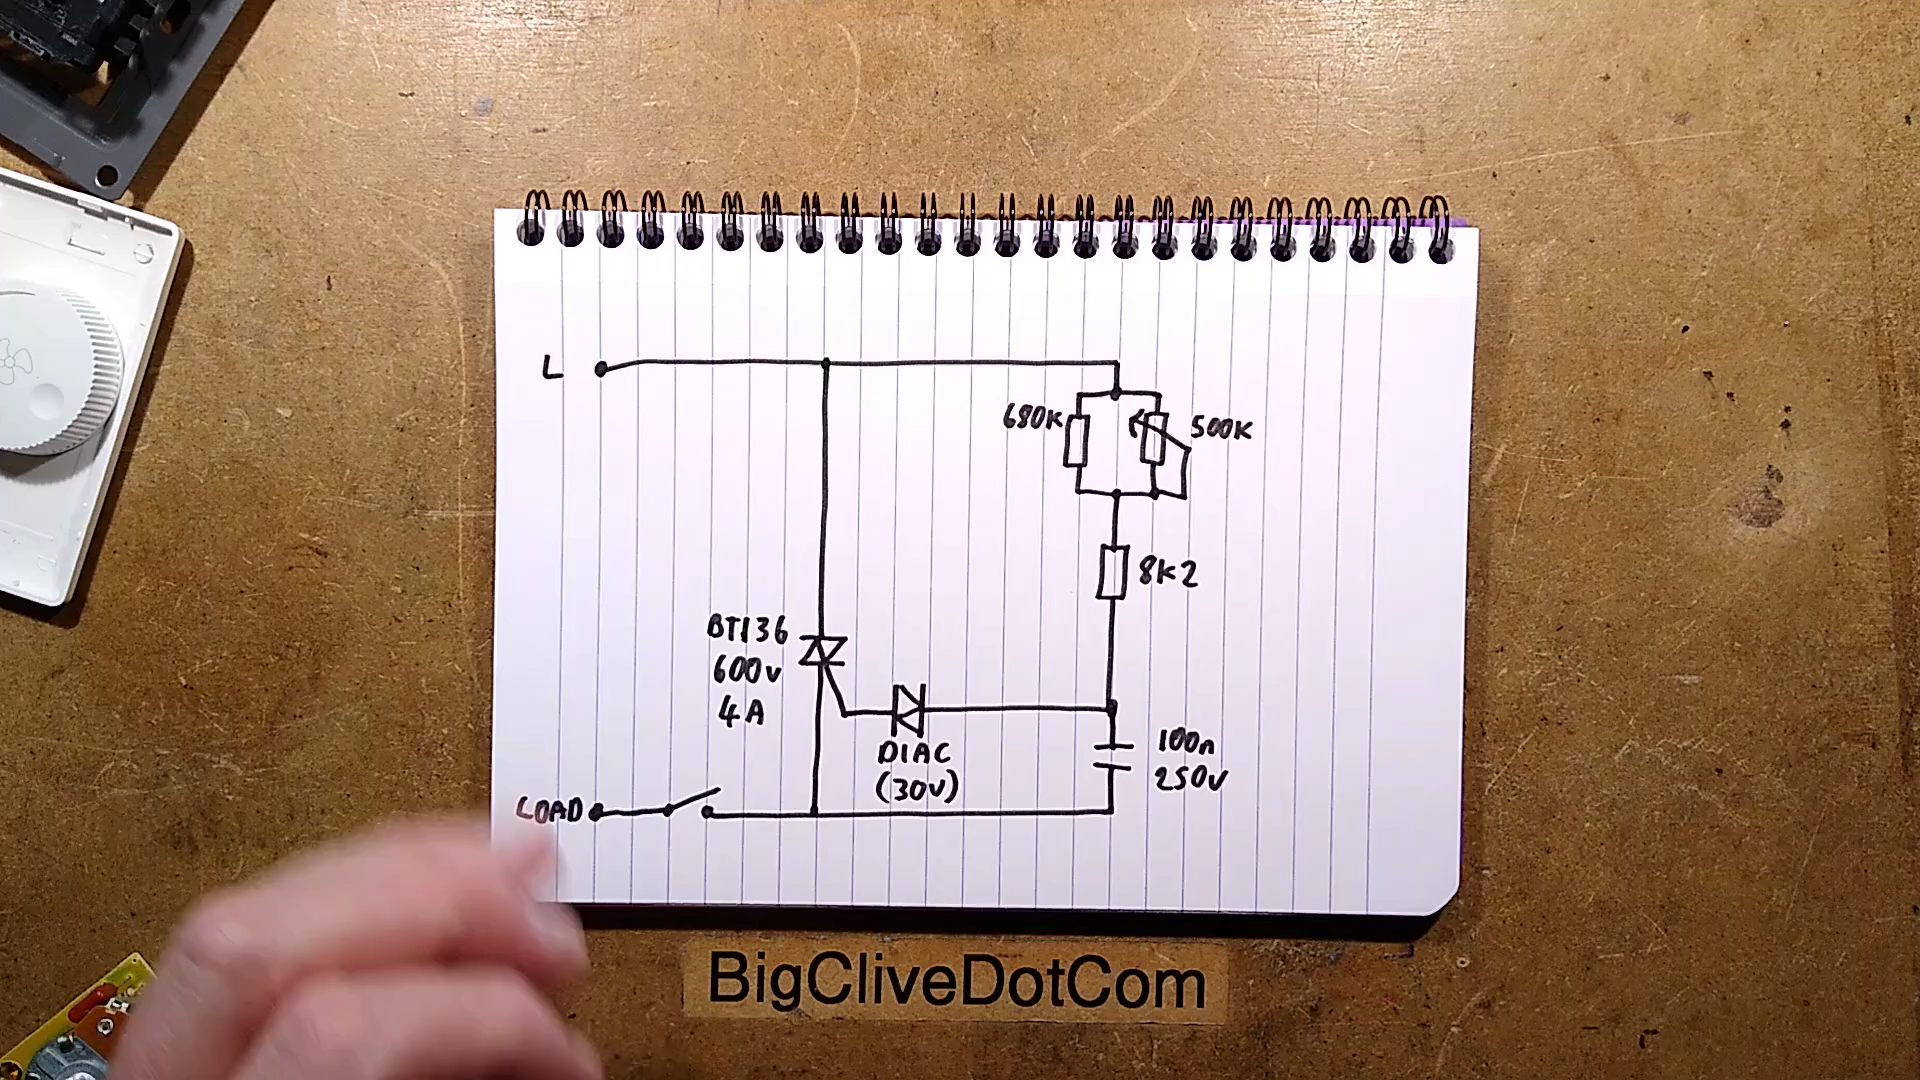 L
680K
500K
8K2
BT136
600v
4A
DIAC
(30v)
100n
250v
LOAD
BigCliveDotCom